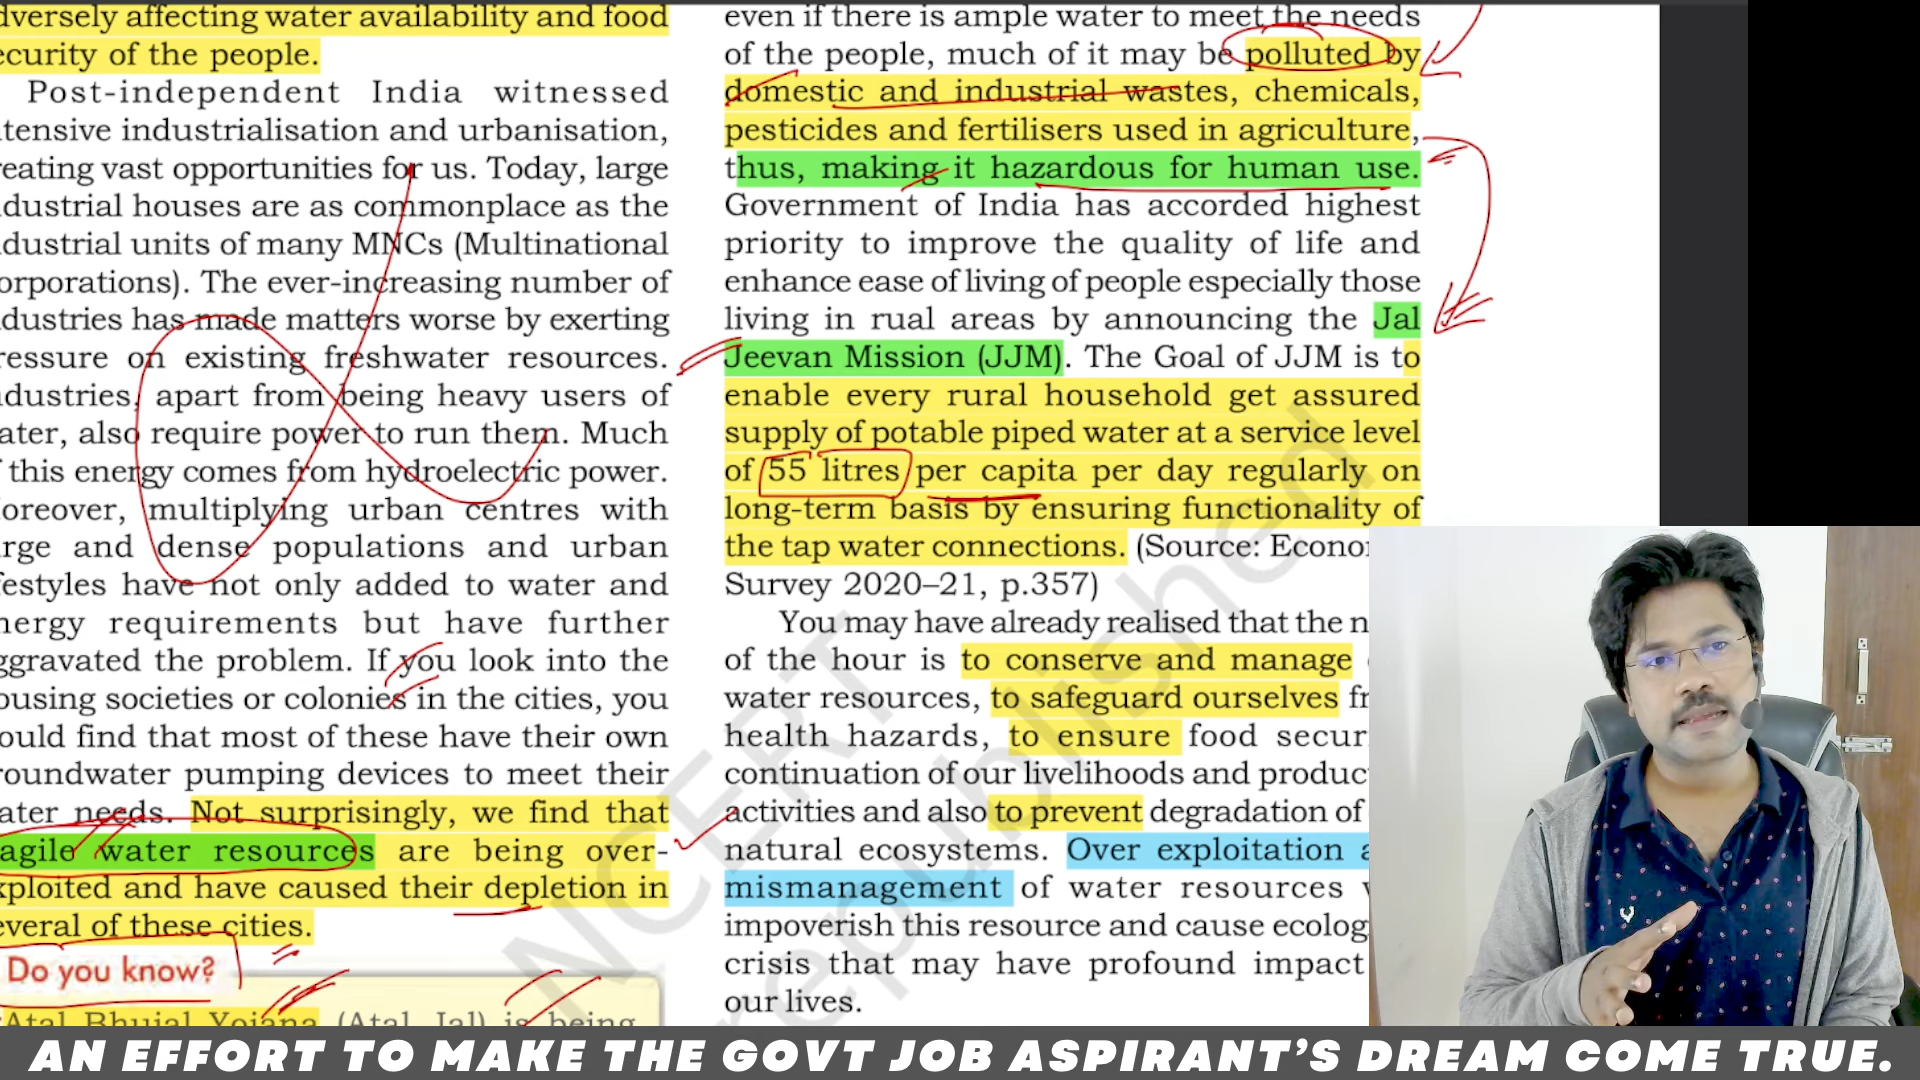 dversely affecting water availability and food
ecurity of the people.
Post-independent India witnessed
tensive industrialisation and urbanisation,
reating vast opportunities for us. Today, large
dustrial houses are as commonplace as the
dustrial units of many MNCs (Multinational
orporations). The ever-increasing number of
dustries has made matters worse by exerting
ressure on existing freshwater resources.
dustries, apart from being heavy users of
ater, also require power to run them. Much
f this energy comes from hydroelectric power.
oreover, multiplying urban centres with
rge and dense populations and urban
festyles have not only added to water and
nergy requirements but have further
ggravated the problem. If you look into the
ousing societies or colonies in the cities, you
ould find that most of these have their own
roundwater pumping devices to meet their
ater needs. Not surprisingly, we find that
agile water resources are being over-
xploited and have caused their depletion in
everal of these cities.
Do you know?
Atal Bhujal Yojana (Atal Jal) is being
even if there is ample water to meet the needs
of the people, much of it may be polluted by
domestic and industrial wastes, chemicals,
pesticides and fertilisers used in agriculture,
thus, making it hazardous for human use.
Government of India has accorded highest
priority to improve the quality of life and
enhance ease of living of people especially those
living in rual areas by announcing the Jal
Jeevan Mission (JJM). The Goal of JJM is to
enable every rural household get assured
supply of potable piped water at a service level
of 55 litres per capita per day regularly on
long-term basis by ensuring functionality of
the tap water connections. (Source: Econo
Survey 2020–21, p.357)
You may have already realised that the n
of the hour is to conserve and manage
water resources, to safeguard ourselves fr
health hazards, to ensure food secur
continuation of our livelihoods and produc
activities and also to prevent degradation of
natural ecosystems. Over exploitation a
mismanagement of water resources w
impoverish this resource and cause ecolog
crisis that may have profound impact
our lives.
NCERT
republished
AN EFFORT TO MAKE THE GOVT JOB ASPIRANT'S DREAM COME TRUE.